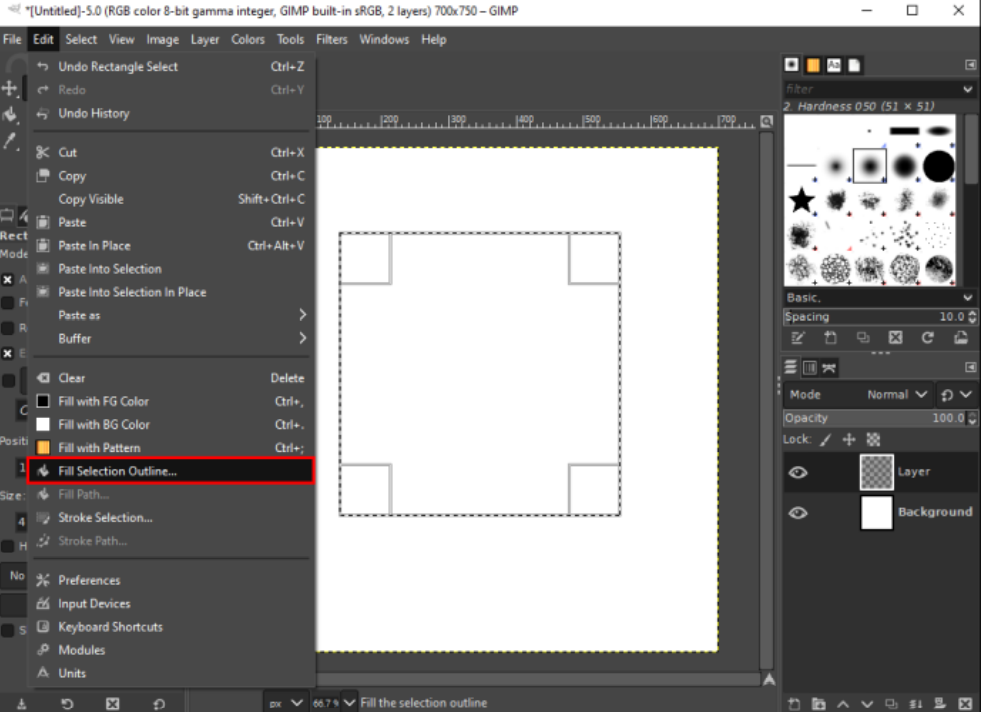 *[Untitled]-5.0 (RGB color 8-bit gamma integer, GIMP built-in sRGB, 2 layers) 700x750 – GIMP
File Edit Select View Image Layer Colors Tools Filters Windows Help
Undo Rectangle Select Ctrl+Z
Redo Ctrl+Y
Undo History
Cut Ctrl+X
Copy Ctrl+C
Copy Visible Shift+Ctrl+C
Paste Ctrl+V
Paste In Place Ctrl+Alt+V
Paste Into Selection
Paste Into Selection In Place
Paste as
Buffer
Clear Delete
Fill with FG Color Ctrl+,
Fill with BG Color Ctrl+.
Fill with Pattern Ctrl+;
Fill Selection Outline...
Fill Path...
Stroke Selection...
Stroke Path...
Preferences
Input Devices
Keyboard Shortcuts
Modules
Units
Rect
Mode
A
F
R
E
Positi
1
Size:
4
H
No
S
100 200 300 400 500 600 700
px 66.7 % Fill the selection outline
Aa
filter
2. Hardness 050 (51 × 51)
Basic,
Spacing 10.0
Mode Normal
Opacity 100.0
Lock:
Layer
Background